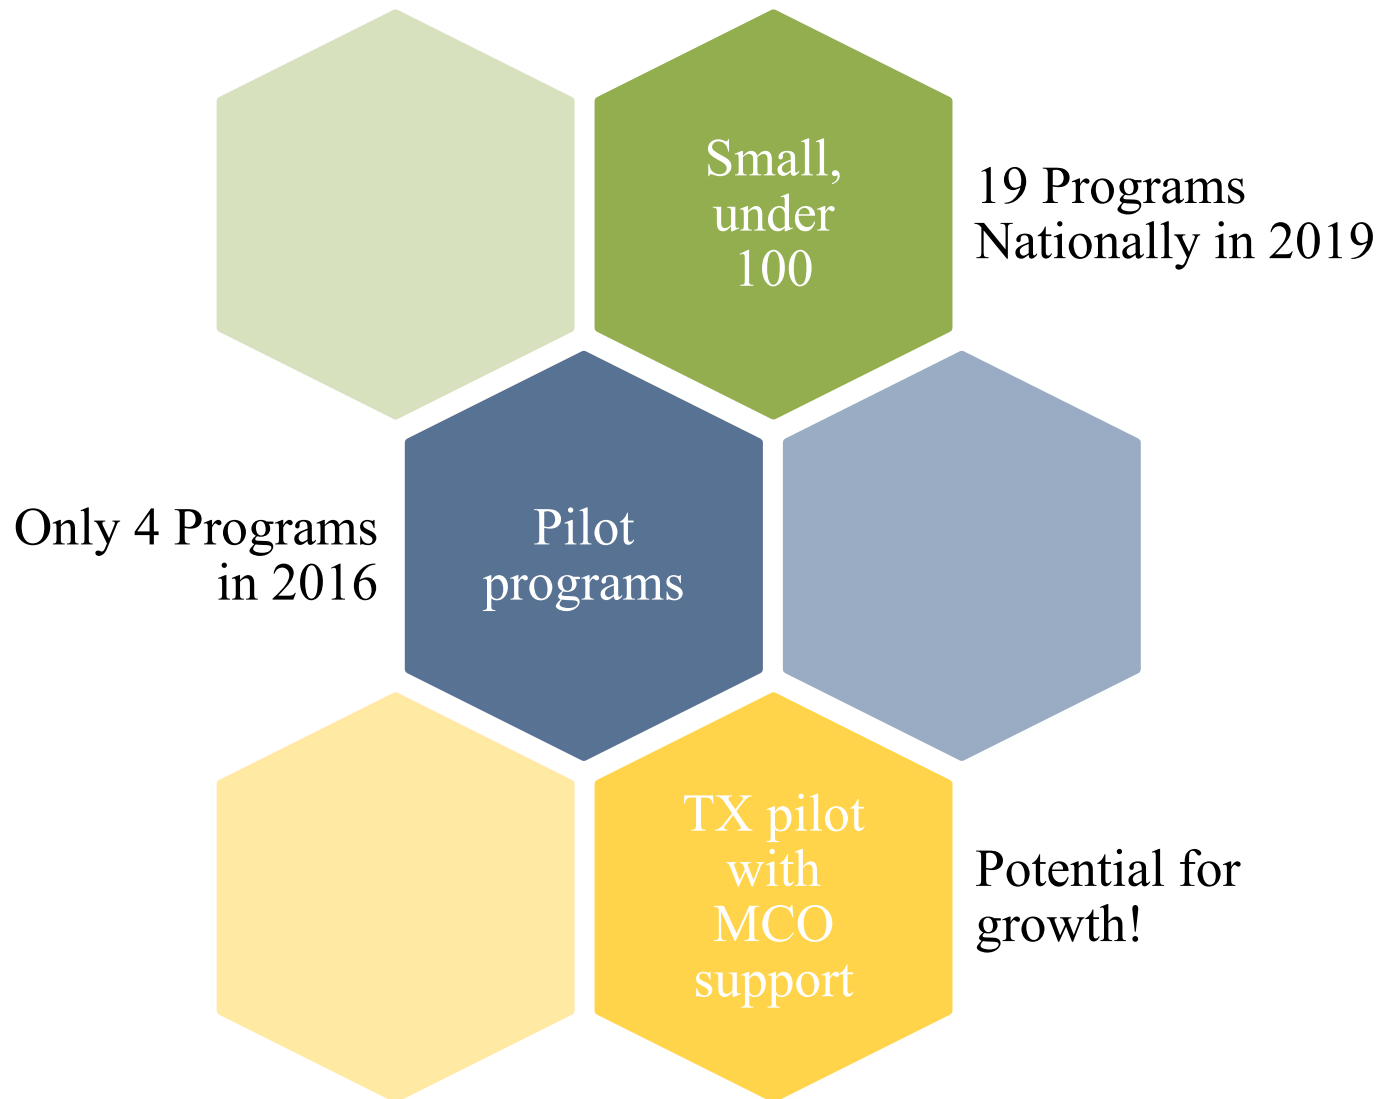 Small,
under
100
19 Programs
Nationally in 2019
Only 4 Programs
in 2016
Pilot
programs
TX pilot
with
MCO
support
Potential for
growth!